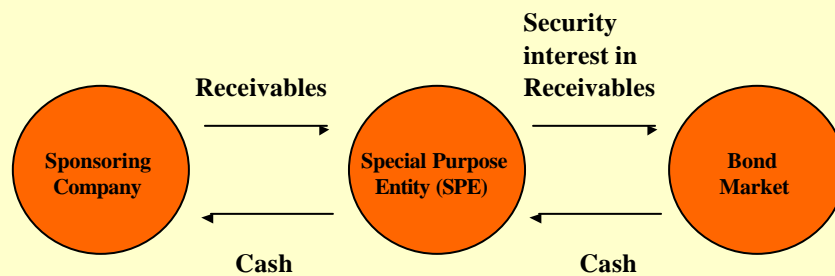 Security
interest in
Receivables
Receivables
Sponsoring
Company
Special Purpose
Entity (SPE)
Bond
Market
Cash
Cash